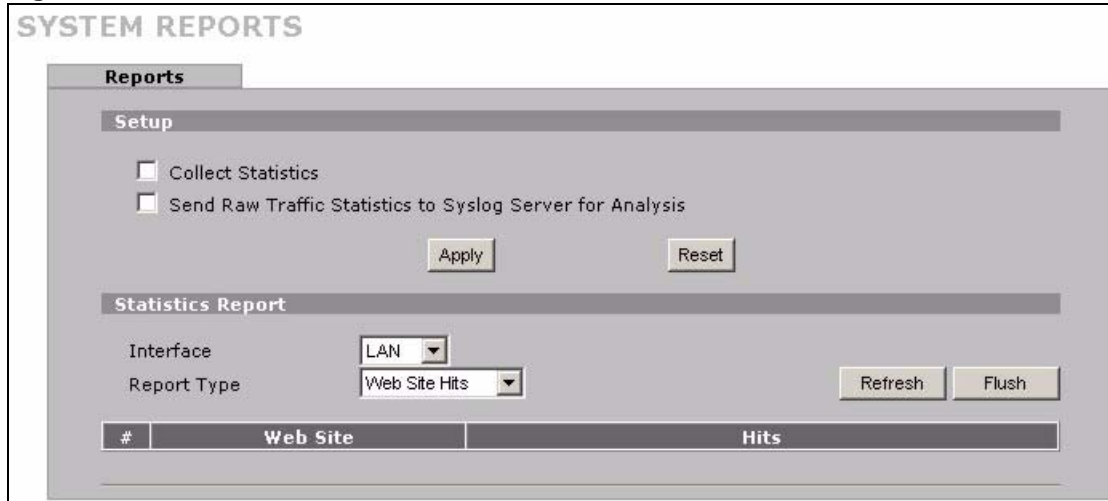 SYSTEM REPORTS
Reports
Setup
Collect Statistics
Send Raw Traffic Statistics to Syslog Server for Analysis
Apply Reset
Statistics Report
Interface LAN
Report Type Web Site Hits Refresh Flush
# Web Site Hits